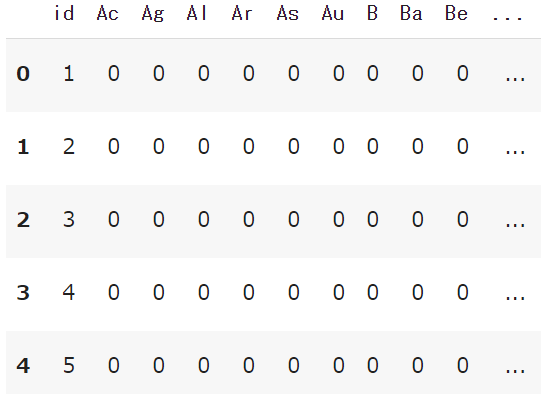 id Ac Ag Al Ar As Au B Ba Be ...
0 1 0 0 0 0 0 0 0 0 0 ...
1 2 0 0 0 0 0 0 0 0 0 ...
2 3 0 0 0 0 0 0 0 0 0 ...
3 4 0 0 0 0 0 0 0 0 0 ...
4 5 0 0 0 0 0 0 0 0 0 ...